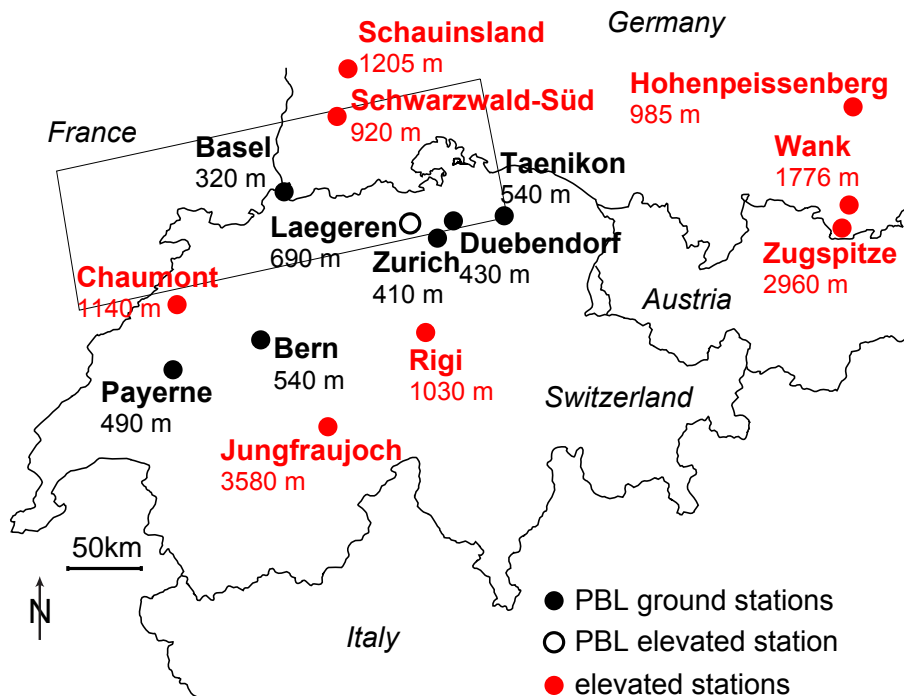 Germany
Schauinsland
1205 m
Schwarzwald-Süd
920 m
Hohenpeissenberg
985 m
France
Basel
320 m
Taenikon
540 m
Wank
1776 m
Laegeren
690 m
Zurich
410 m
Duebendorf
430 m
Zugspitze
2960 m
Chaumont
1140 m
Austria
Bern
540 m
Rigi
1030 m
Payerne
490 m
Switzerland
Jungfraujoch
3580 m
50km
N
Italy
PBL ground stations
PBL elevated station
elevated stations